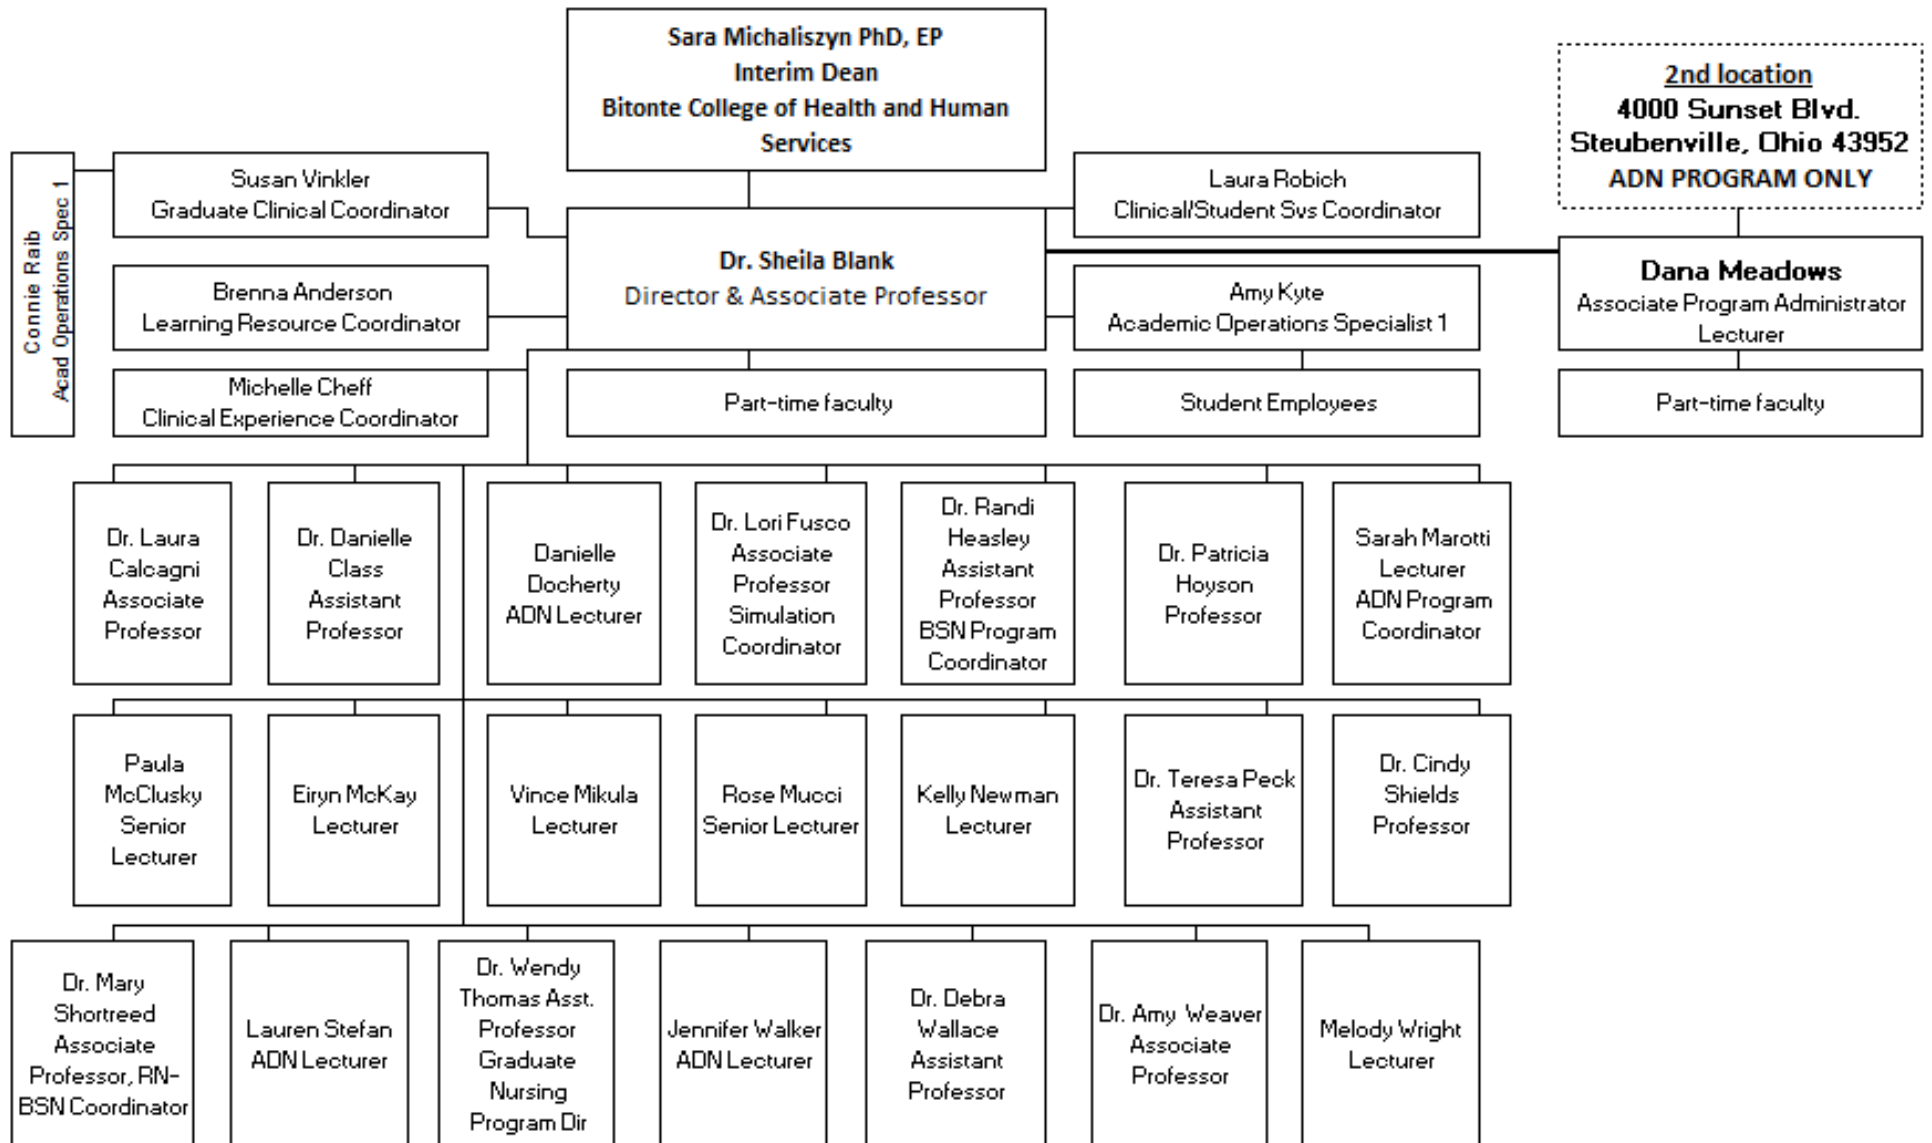 Sara Michaliszyn PhD, EP
Interim Dean
Bitonte College of Health and Human
Services
2nd location
4000 Sunset Blvd.
Steubenville, Ohio 43952
ADN PROGRAM ONLY
Connie Raib
Acad Operations Spec 1
Susan Vinkler
Graduate Clinical Coordinator
Laura Robich
Clinical/Student Svs Coordinator
Dr. Sheila Blank
Director & Associate Professor
Dana Meadows
Associate Program Administrator
Lecturer
Brenna Anderson
Learning Resource Coordinator
Amy Kyte
Academic Operations Specialist 1
Michelle Cheff
Clinical Experience Coordinator
Part-time faculty
Student Employees
Part-time faculty
Dr. Laura
Calcagni
Associate
Professor
Dr. Danielle
Class
Assistant
Professor
Danielle
Docherty
ADN Lecturer
Dr. Lori Fusco
Associate
Professor
Simulation
Coordinator
Dr. Randi
Heasley
Assistant
Professor
BSN Program
Coordinator
Dr. Patricia
Hoyson
Professor
Sarah Marotti
Lecturer
ADN Program
Coordinator
Paula
McClusky
Senior
Lecturer
Eiryn McKay
Lecturer
Vince Mikula
Lecturer
Rose Mucci
Senior Lecturer
Kelly Newman
Lecturer
Dr. Teresa Peck
Assistant
Professor
Dr. Cindy
Shields
Professor
Dr. Mary
Shortreed
Associate
Professor, RN-
BSN Coordinator
Lauren Stefan
ADN Lecturer
Dr. Wendy
Thomas Asst.
Professor
Graduate
Nursing
Program Dir
Jennifer Walker
ADN Lecturer
Dr. Debra
Wallace
Assistant
Professor
Dr. Amy Weaver
Associate
Professor
Melody Wright
Lecturer